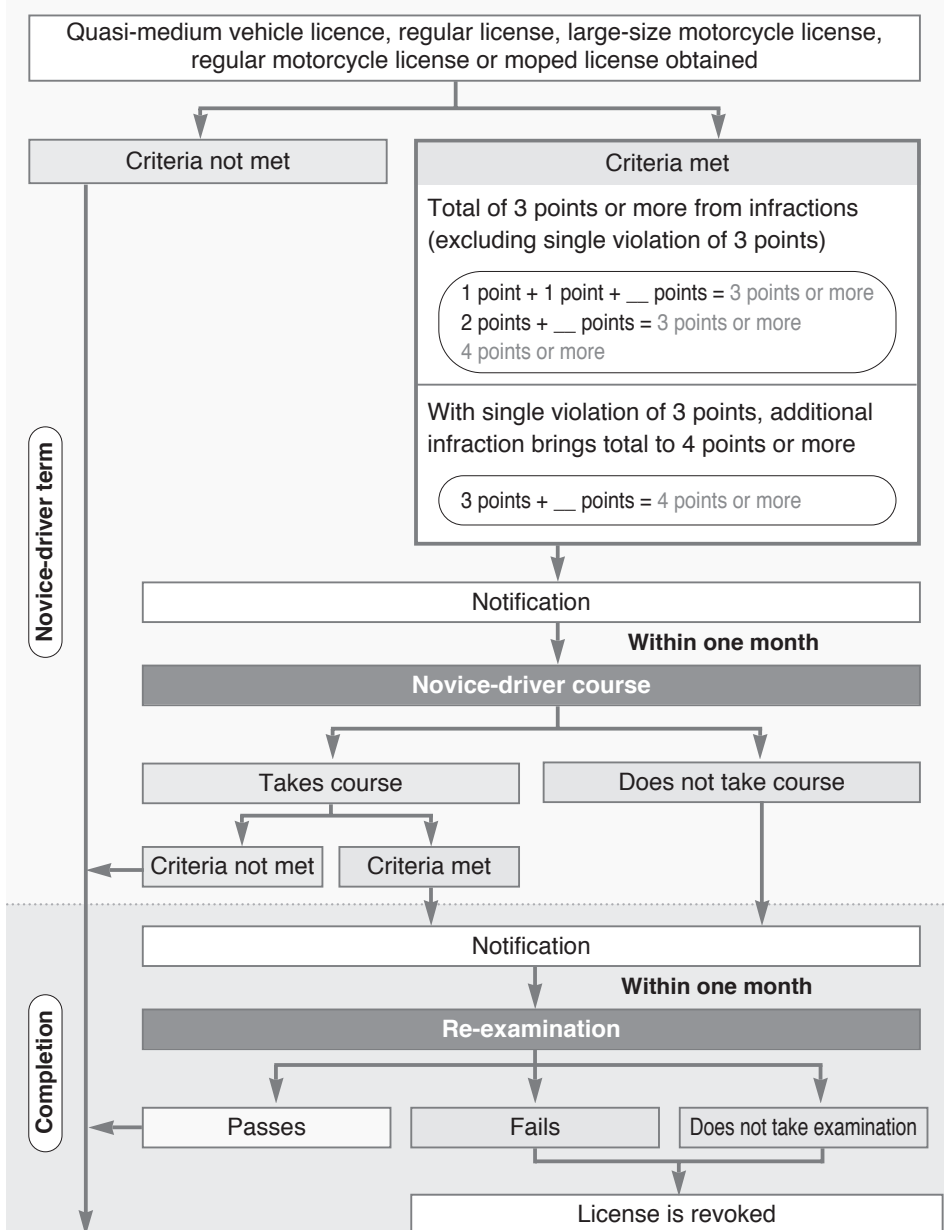 Quasi-medium vehicle licence, regular license, large-size motorcycle license,
regular motorcycle license or moped license obtained
Criteria not met
Criteria met
Total of 3 points or more from infractions
(excluding single violation of 3 points)
1 point + 1 point + __ points = 3 points or more
2 points + __ points = 3 points or more
4 points or more
With single violation of 3 points, additional
infraction brings total to 4 points or more
3 points + __ points = 4 points or more
Novice-driver term
Notification
Within one month
Novice-driver course
Takes course
Does not take course
Criteria not met
Criteria met
Notification
Within one month
Re-examination
Completion
Passes
Fails
Does not take examination
License is revoked